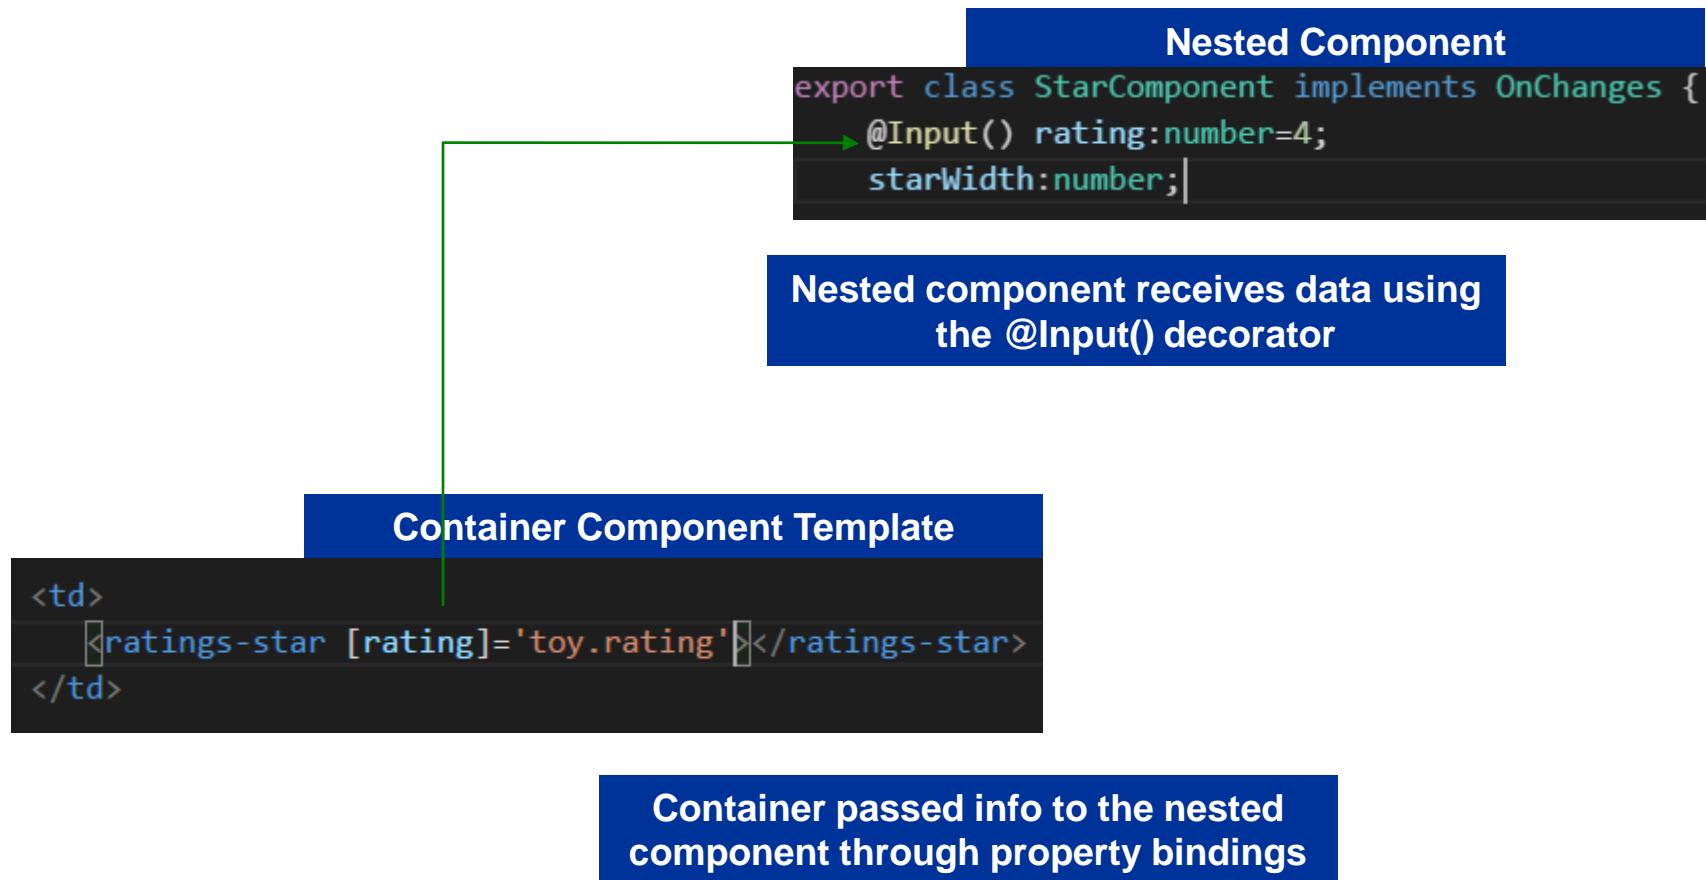 Nested Component
export class StarComponent implements OnChanges {
@Input() rating:number=4;
starWidth:number;
Nested component receives data using
the @Input() decorator
Container Component Template
<td>
<ratings-star [rating]='toy.rating'></ratings-star>
</td>
Container passed info to the nested
component through property bindings